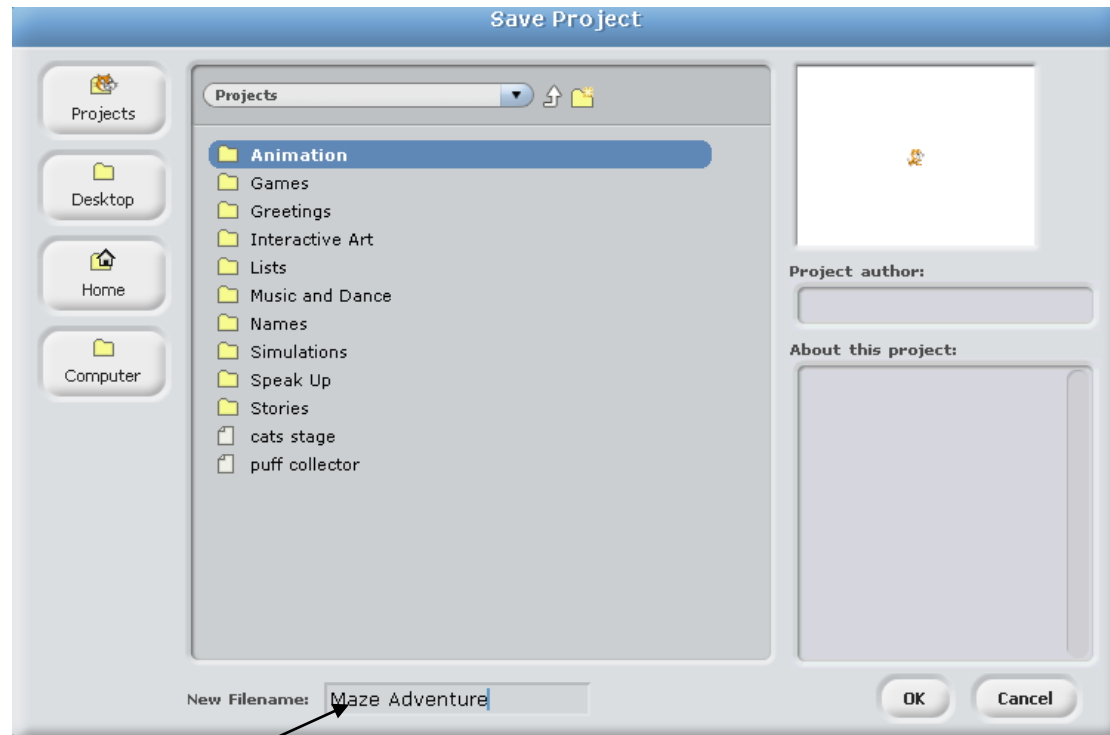 Save Project
Projects
Desktop
Home
Computer
Projects
Animation
Games
Greetings
Interactive Art
Lists
Music and Dance
Names
Simulations
Speak Up
Stories
cats stage
puff collector
Project author:
About this project:
New Filename: Maze Adventure
OK Cancel